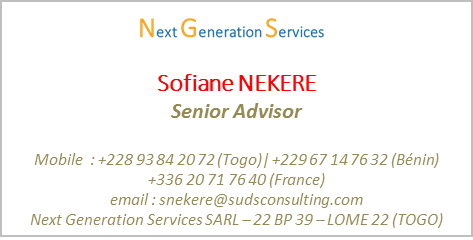 Next Generation Services
Sofiane NEKERE
Senior Advisor
Mobile : +228 93 84 20 72 (Togo)| +229 67 14 76 32 (Bénin)
+336 20 71 76 40 (France)
email : snekere@sudsconsulting.com
Next Generation Services SARL – 22 BP 39 – LOME 22 (TOGO)